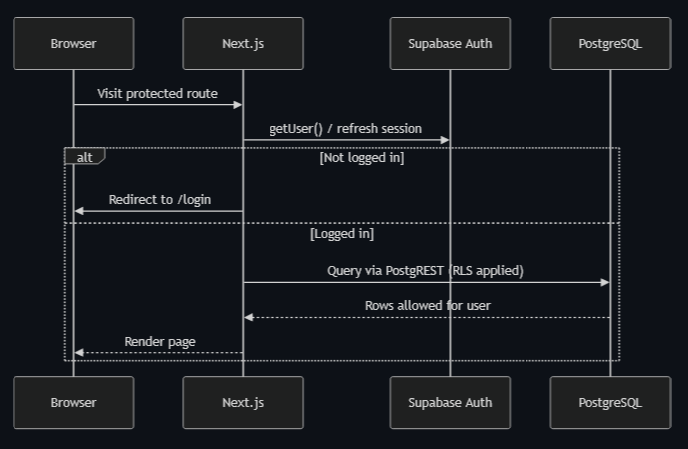 Browser
Next.js
Supabase Auth
PostgreSQL
Visit protected route
getUser() / refresh session
alt
[Not logged in]
Redirect to /login
[Logged in]
Query via PostgREST (RLS applied)
Rows allowed for user
Render page
Browser
Next.js
Supabase Auth
PostgreSQL